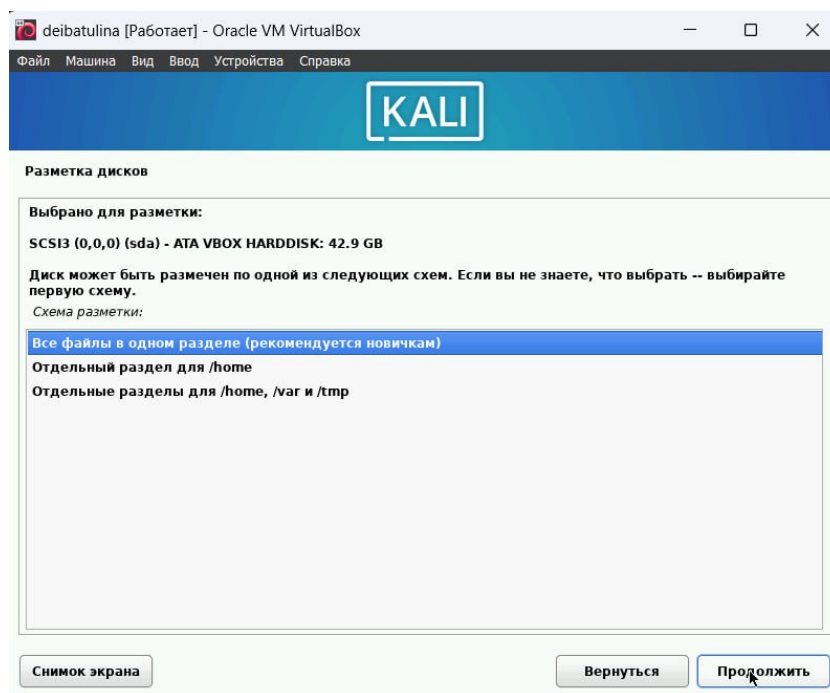 deibatulina [Работает] - Oracle VM VirtualBox
Файл Машина Вид Ввод Устройства Справка
KALI
Разметка дисков
Выбрано для разметки:
SCSI3 (0,0,0) (sda) - ATA VBOX HARDDISK: 42.9 GB
Диск может быть размечен по одной из следующих схем. Если вы не знаете, что выбрать -- выбирайте
первую схему.
Схема разметки:
Все файлы в одном разделе (рекомендуется новичкам)
Отдельный раздел для /home
Отдельные разделы для /home, /var и /tmp
Снимок экрана Вернуться Продолжить